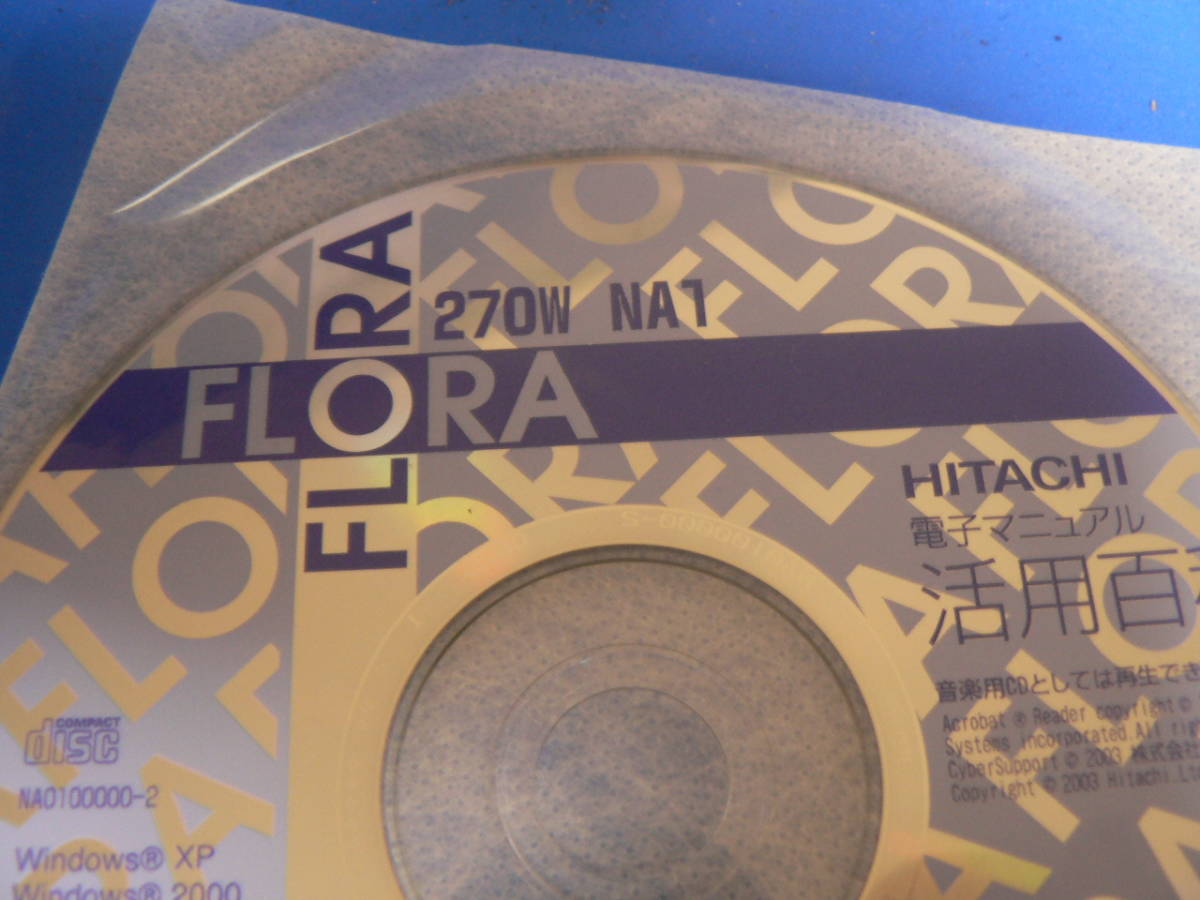 270W NA1
FLORA
FLORA
HITACHI
電子マニュアル
活用百
音楽用CDとしては再生でき
Acrobat ® Reader copyright ©
Systems incorporated.All
CyberSupport © 2003 株式会社
Copyright © 2003 Hitachi.Ltd
COMPACT
disc
NA0100000-2
Windows® XP
Windows® 2000